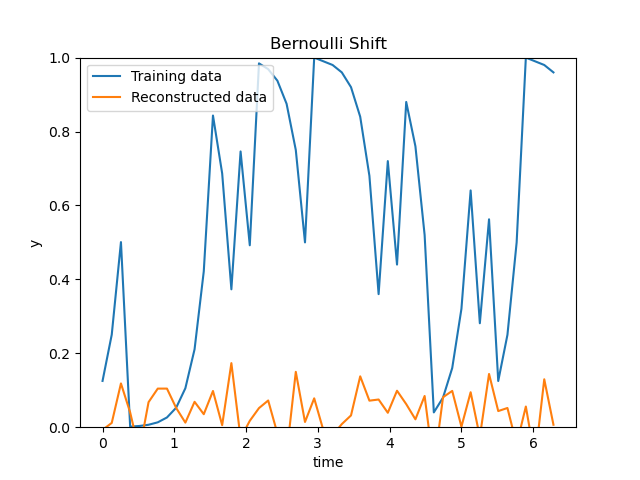 Bernoulli Shift
Training data
Reconstructed data
1.0
0.8
0.6
0.4
0.2
0.0
y
0 1 2 3 4 5 6
time